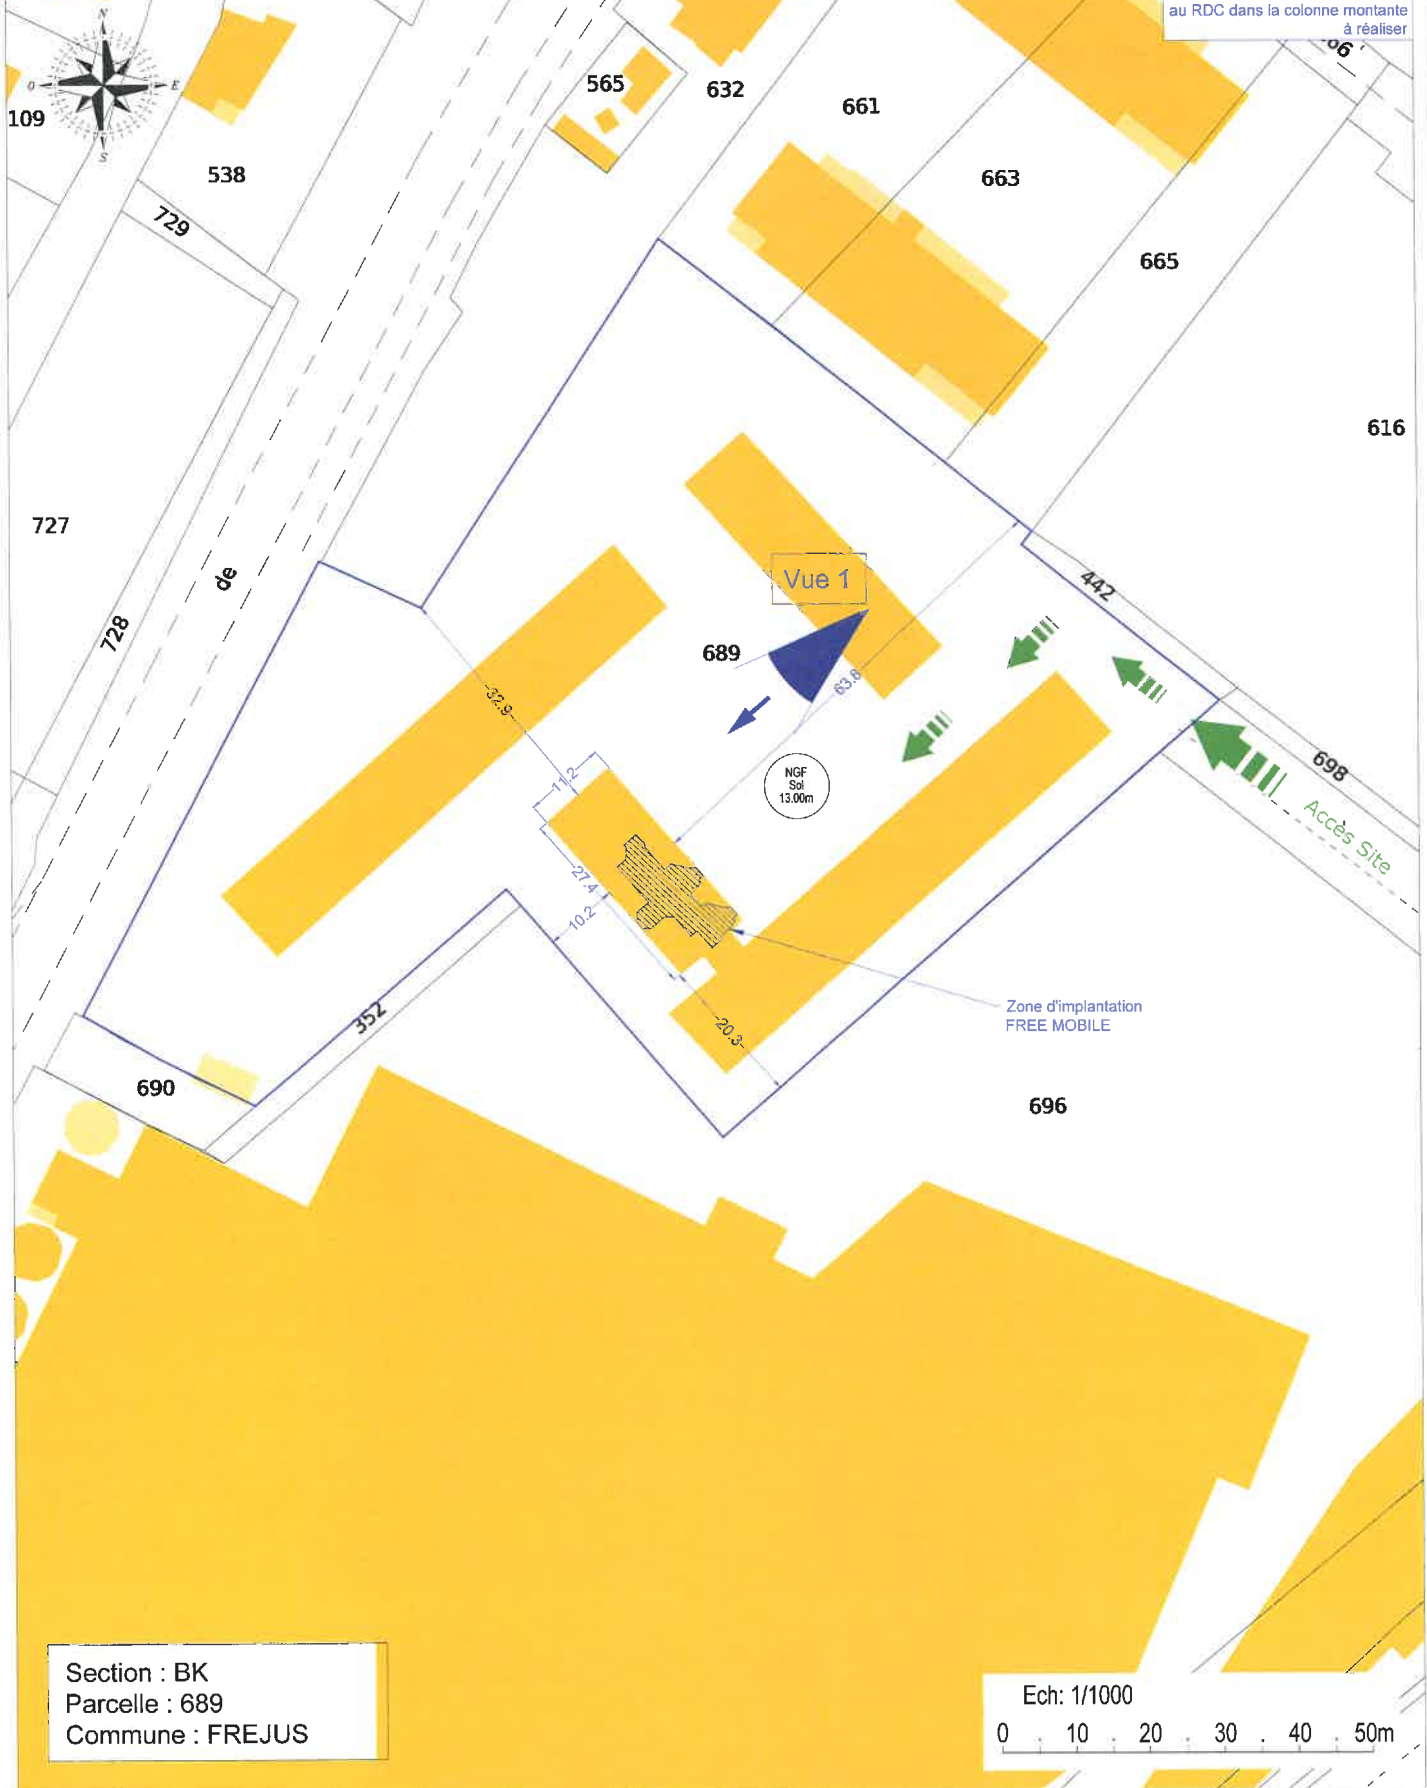 au RDC dans la colonne montante
à réaliser
N
O
E
S
109
538
729
565
632
661
663
665
616
727
728
de
Vue 1
689
442
698
Accès Site
32.9
63.8
11.2
NGF
Sol
13.00m
27.4
10.2
20.3
Zone d'implantation
FREE MOBILE
352
690
696
Section : BK
Parcelle : 689
Commune : FREJUS
Ech: 1/1000
0 10 20 30 40 50m